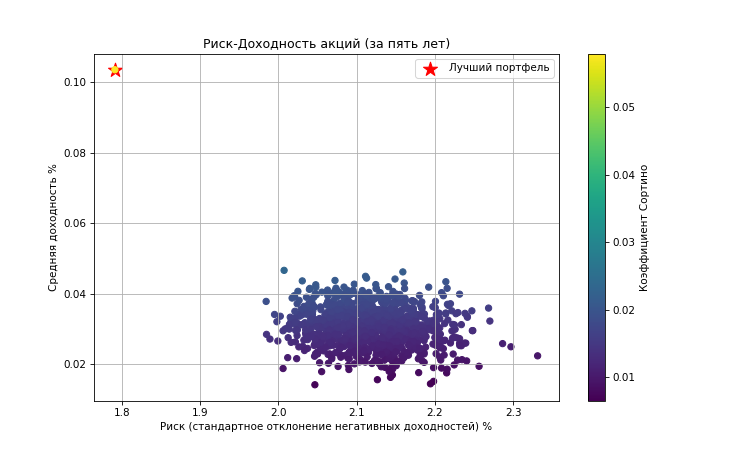 Риск-Доходность акций (за пять лет)
Лучший портфель
0.10
0.08
0.06
0.04
0.02
Средняя доходность %
1.8 1.9 2.0 2.1 2.2 2.3
Риск (стандартное отклонение негативных доходностей) %
0.05
0.04
0.03
0.02
0.01
Коэффициент Сортино